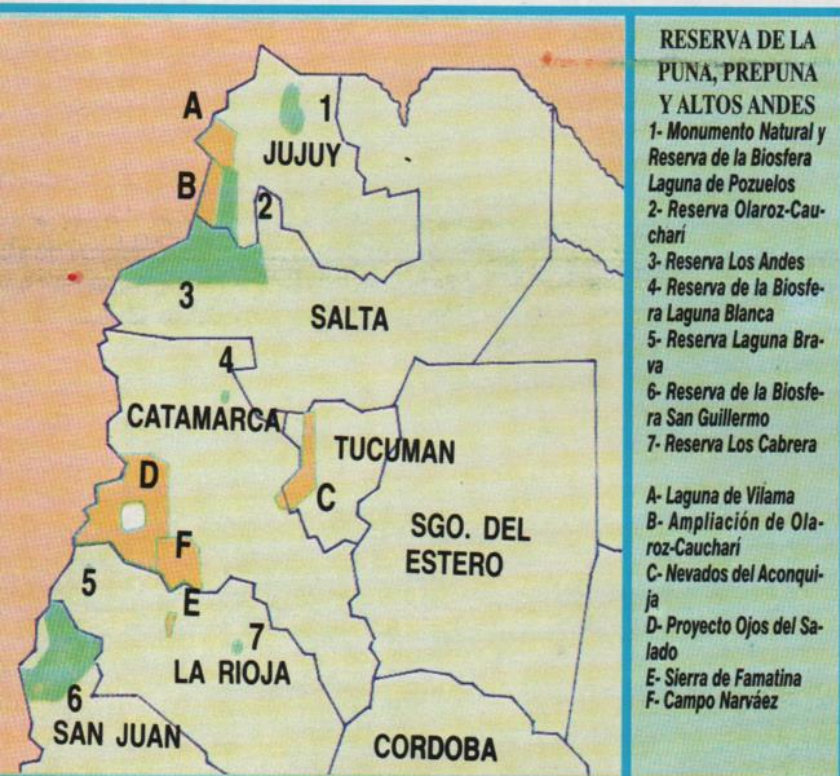 A
1
JUJUY
B
2
3
SALTA
4
CATAMARCA
TUCUMAN
D
C
SGO. DEL
ESTERO
F
5
E
7
LA RIOJA
6
SAN JUAN
CORDOBA
RESERVA DE LA
PUNA, PREPUNA
Y ALTOS ANDES
1- Monumento Natural y
Reserva de la Biosfera
Laguna de Pozuelos
2- Reserva Olaroz-Cau-
charí
3- Reserva Los Andes
4- Reserva de la Biosfe-
ra Laguna Blanca
5- Reserva Laguna Bra-
va
6- Reserva de la Biosfe-
ra San Guillermo
7- Reserva Los Cabrera
A- Laguna de Vilama
B- Ampliación de Ola-
roz-Caucharí
C- Nevados del Aconqui-
ja
D- Proyecto Ojos del Sa-
lado
E- Sierra de Famatina
F- Campo Narváez